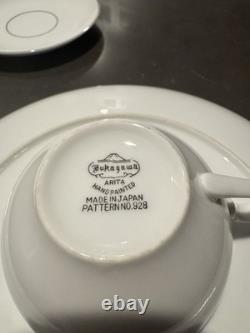 Fukagawa
ARITA
HAND PAINTED
MADE IN JAPAN
PATTERN NO. 928